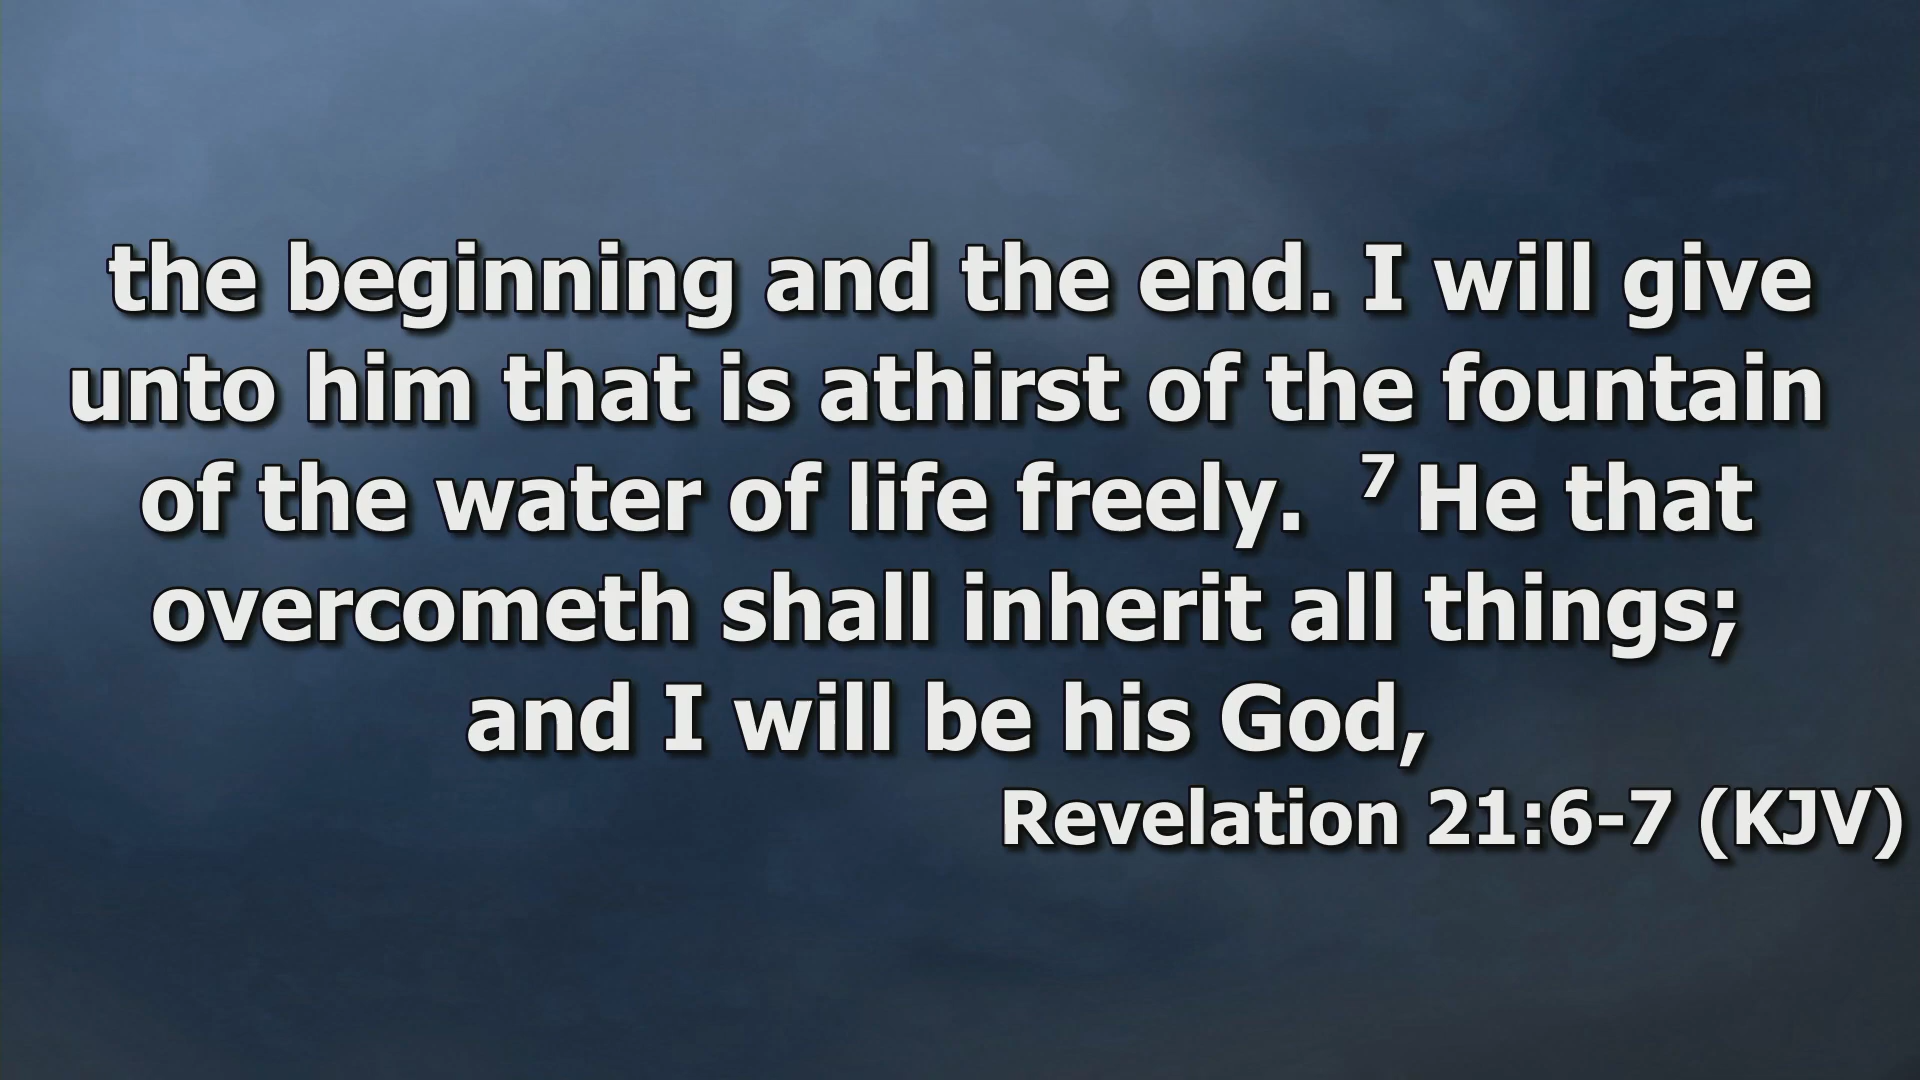 the beginning and the end. I will give
unto him that is athirst of the fountain
of the water of life freely. 7 He that
overcometh shall inherit all things;
and I will be his God,
Revelation 21:6-7 (KJV)